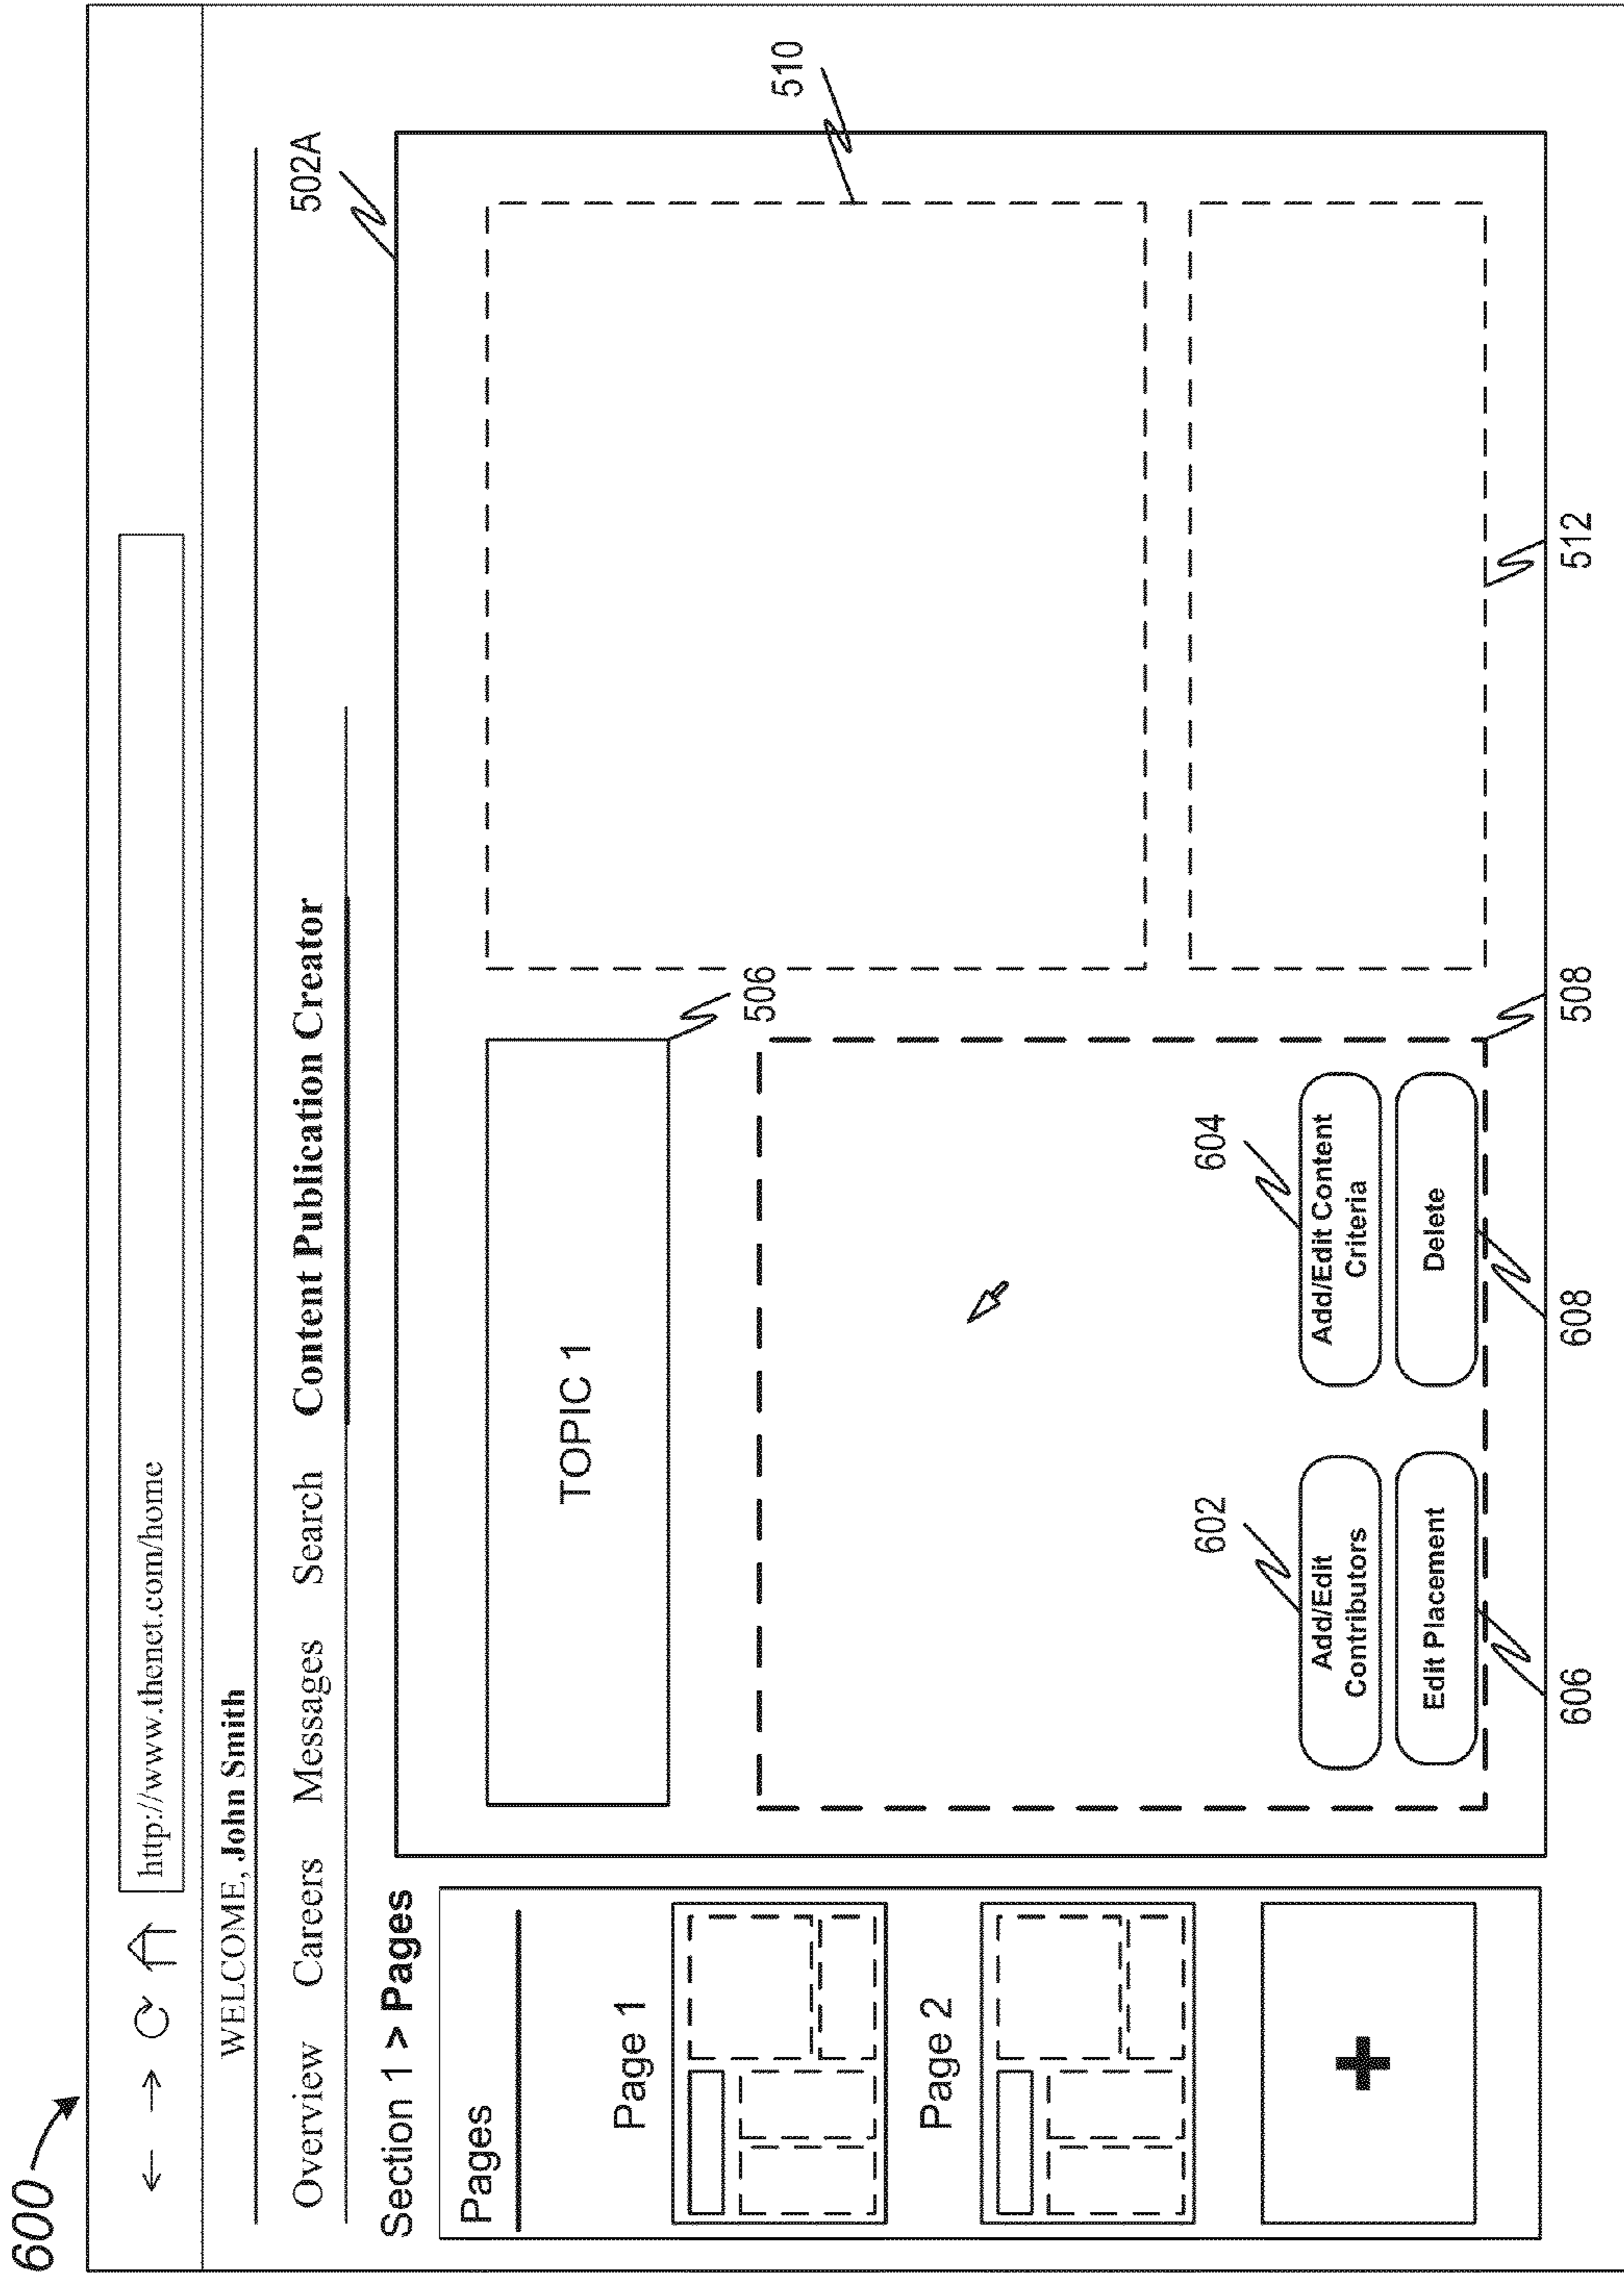 600
http://www.thenet.com/home
WELCOME, John Smith
Overview Careers Messages Search Content Publication Creator
Section 1 > Pages
502A
Pages
Page 1
Page 2
+
TOPIC 1
506
510
602
604
Add/Edit
Contributors
Add/Edit Content
Criteria
Edit Placement
Delete
606
608
508
512